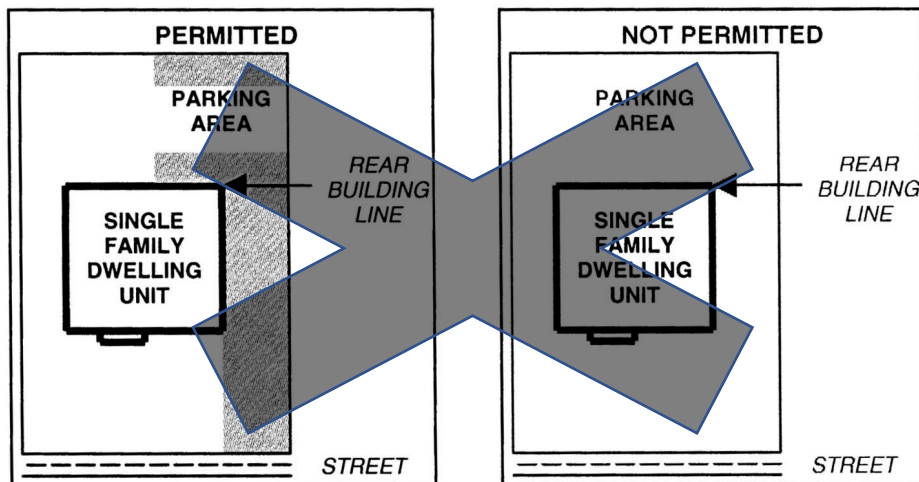 PERMITTED
PARKING
AREA
REAR
BUILDING
LINE
SINGLE
FAMILY
DWELLING
UNIT
STREET
NOT PERMITTED
PARKING
AREA
REAR
BUILDING
LINE
SINGLE
FAMILY
DWELLING
UNIT
STREET